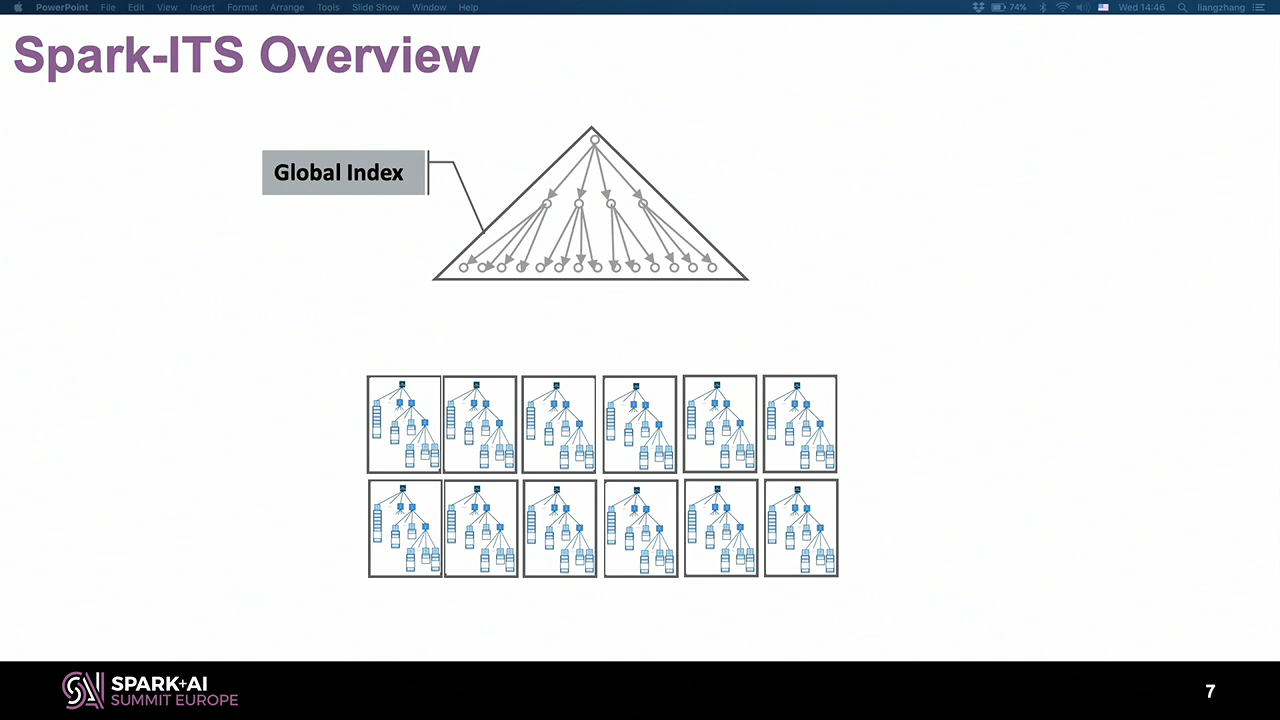 PowerPoint File Edit View Insert Format Arrange Tools Slide Show Window Help 74% Wed 14:46 liangzhang
Spark-ITS Overview
Global Index
SPARK+AI
SUMMIT EUROPE
7